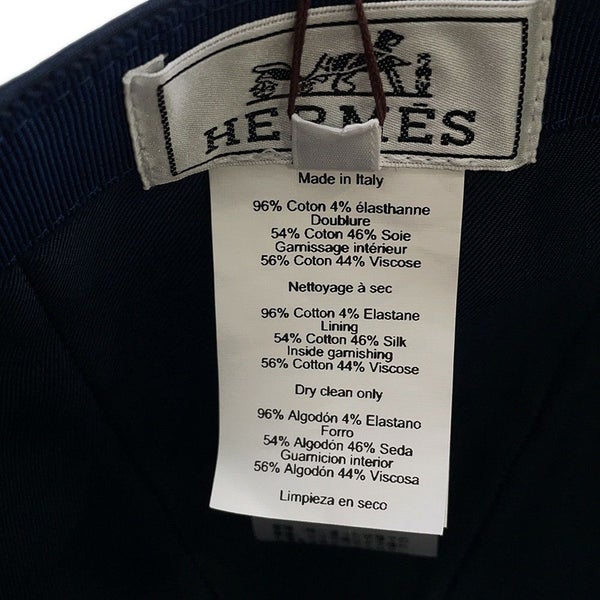 HERMÈS
Made in Italy
96% Coton 4% élasthanne
Doublure
54% Coton 46% Soie
Garnissage intérieur
56% Coton 44% Viscose
Nettoyage à sec
96% Cotton 4% Elastane
Lining
54% Cotton 46% Silk
Inside garnishing
56% Cotton 44% Viscose
Dry clean only
96% Algodón 4% Elastano
Forro
54% Algodón 46% Seda
Guarnicion interior
56% Algodón 44% Viscosa
Limpieza en seco